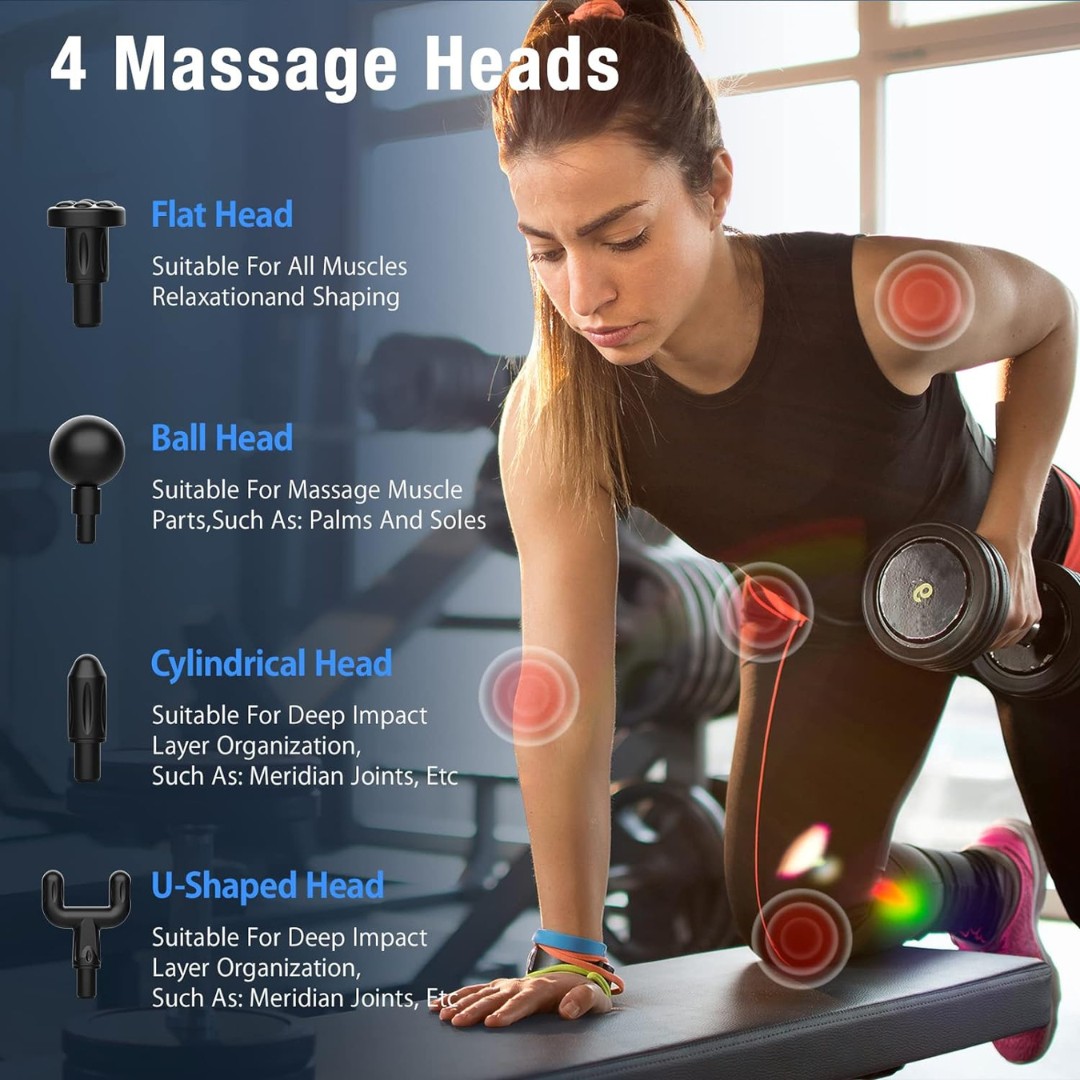 4 Massage Heads
Flat Head
Suitable For All Muscles
Relaxationand Shaping
Ball Head
Suitable For Massage Muscle
Parts,Such As: Palms And Soles
Cylindrical Head
Suitable For Deep Impact
Layer Organization,
Such As: Meridian Joints, Etc
U-Shaped Head
Suitable For Deep Impact
Layer Organization,
Such As: Meridian Joints, Etc